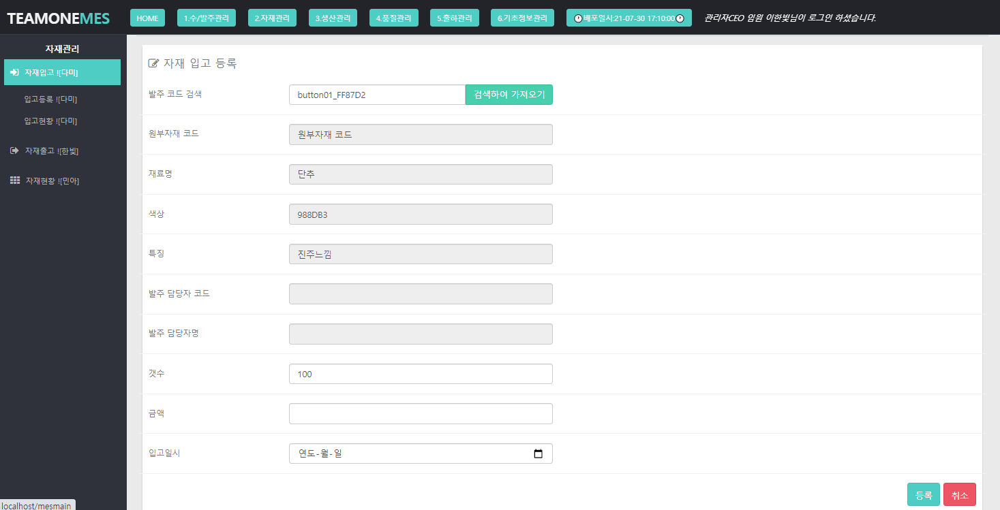 TEAMONEMES HOME 1.수/발주관리 2.자재관리 3.생산관리 4.품질관리 5.출하관리 6.기초정보관리 배포일시:21-07-30 17:10:00 관리자CEO 임원 이한빛님이 로그인 하셨습니다.
자재관리
자재입고 ![다미]
입고등록 ![다미]
입고현황 ![다미]
자재출고 ![한빛]
자재현황 ![민아]
자재 입고 등록
발주 코드 검색 button01_FF87D2 검색하여 가져오기
원부자재 코드 원부자재 코드
재료명 단추
색상 988DB3
특징 진주느낌
발주 담당자 코드
발주 담당자명
갯수 100
금액
입고일시 연도-월-일
등록 취소
localhost/mesmain